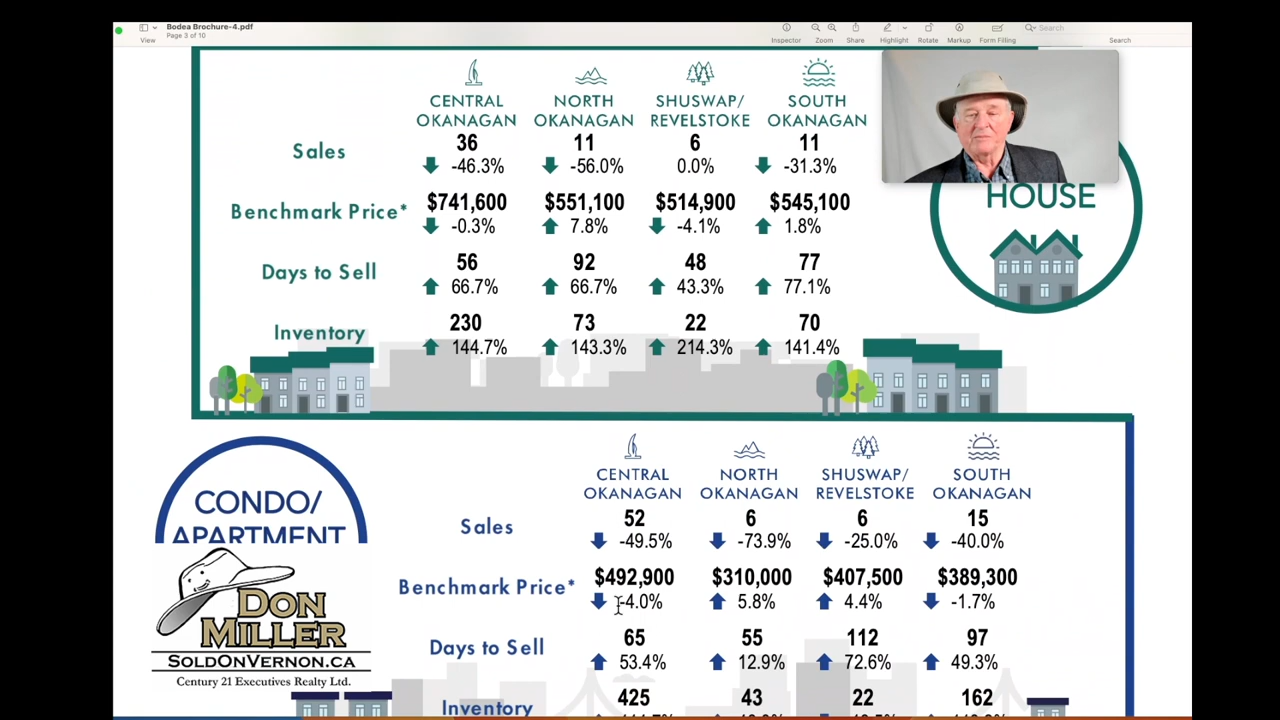 Bodea Brochure-4.pdf
Page 3 of 10
View
Inspector
Zoom
Share
Highlight
Rotate
Markup
Form Filling
Search
Search
CENTRAL OKANAGAN
NORTH OKANAGAN
SHUSWAP/ REVELSTOKE
SOUTH OKANAGAN
Sales
36 11 6 11
-46.3% -56.0% 0.0% -31.3%
Benchmark Price*
$741,600 $551,100 $514,900 $545,100
-0.3% 7.8% -4.1% 1.8%
Days to Sell
56 92 48 77
66.7% 66.7% 43.3% 77.1%
Inventory
230 73 22 70
144.7% 143.3% 214.3% 141.4%
HOUSE
CONDO/
APARTMENT
CENTRAL OKANAGAN
NORTH OKANAGAN
SHUSWAP/ REVELSTOKE
SOUTH OKANAGAN
Sales
52 6 6 15
-49.5% -73.9% -25.0% -40.0%
Benchmark Price*
$492,900 $310,000 $407,500 $389,300
-4.0% 5.8% 4.4% -1.7%
Days to Sell
65 55 112 97
53.4% 12.9% 72.6% 49.3%
Inventory
425 43 22 162
DON
MILLER
SOLDONVERNON.CA
Century 21 Executives Realty Ltd.